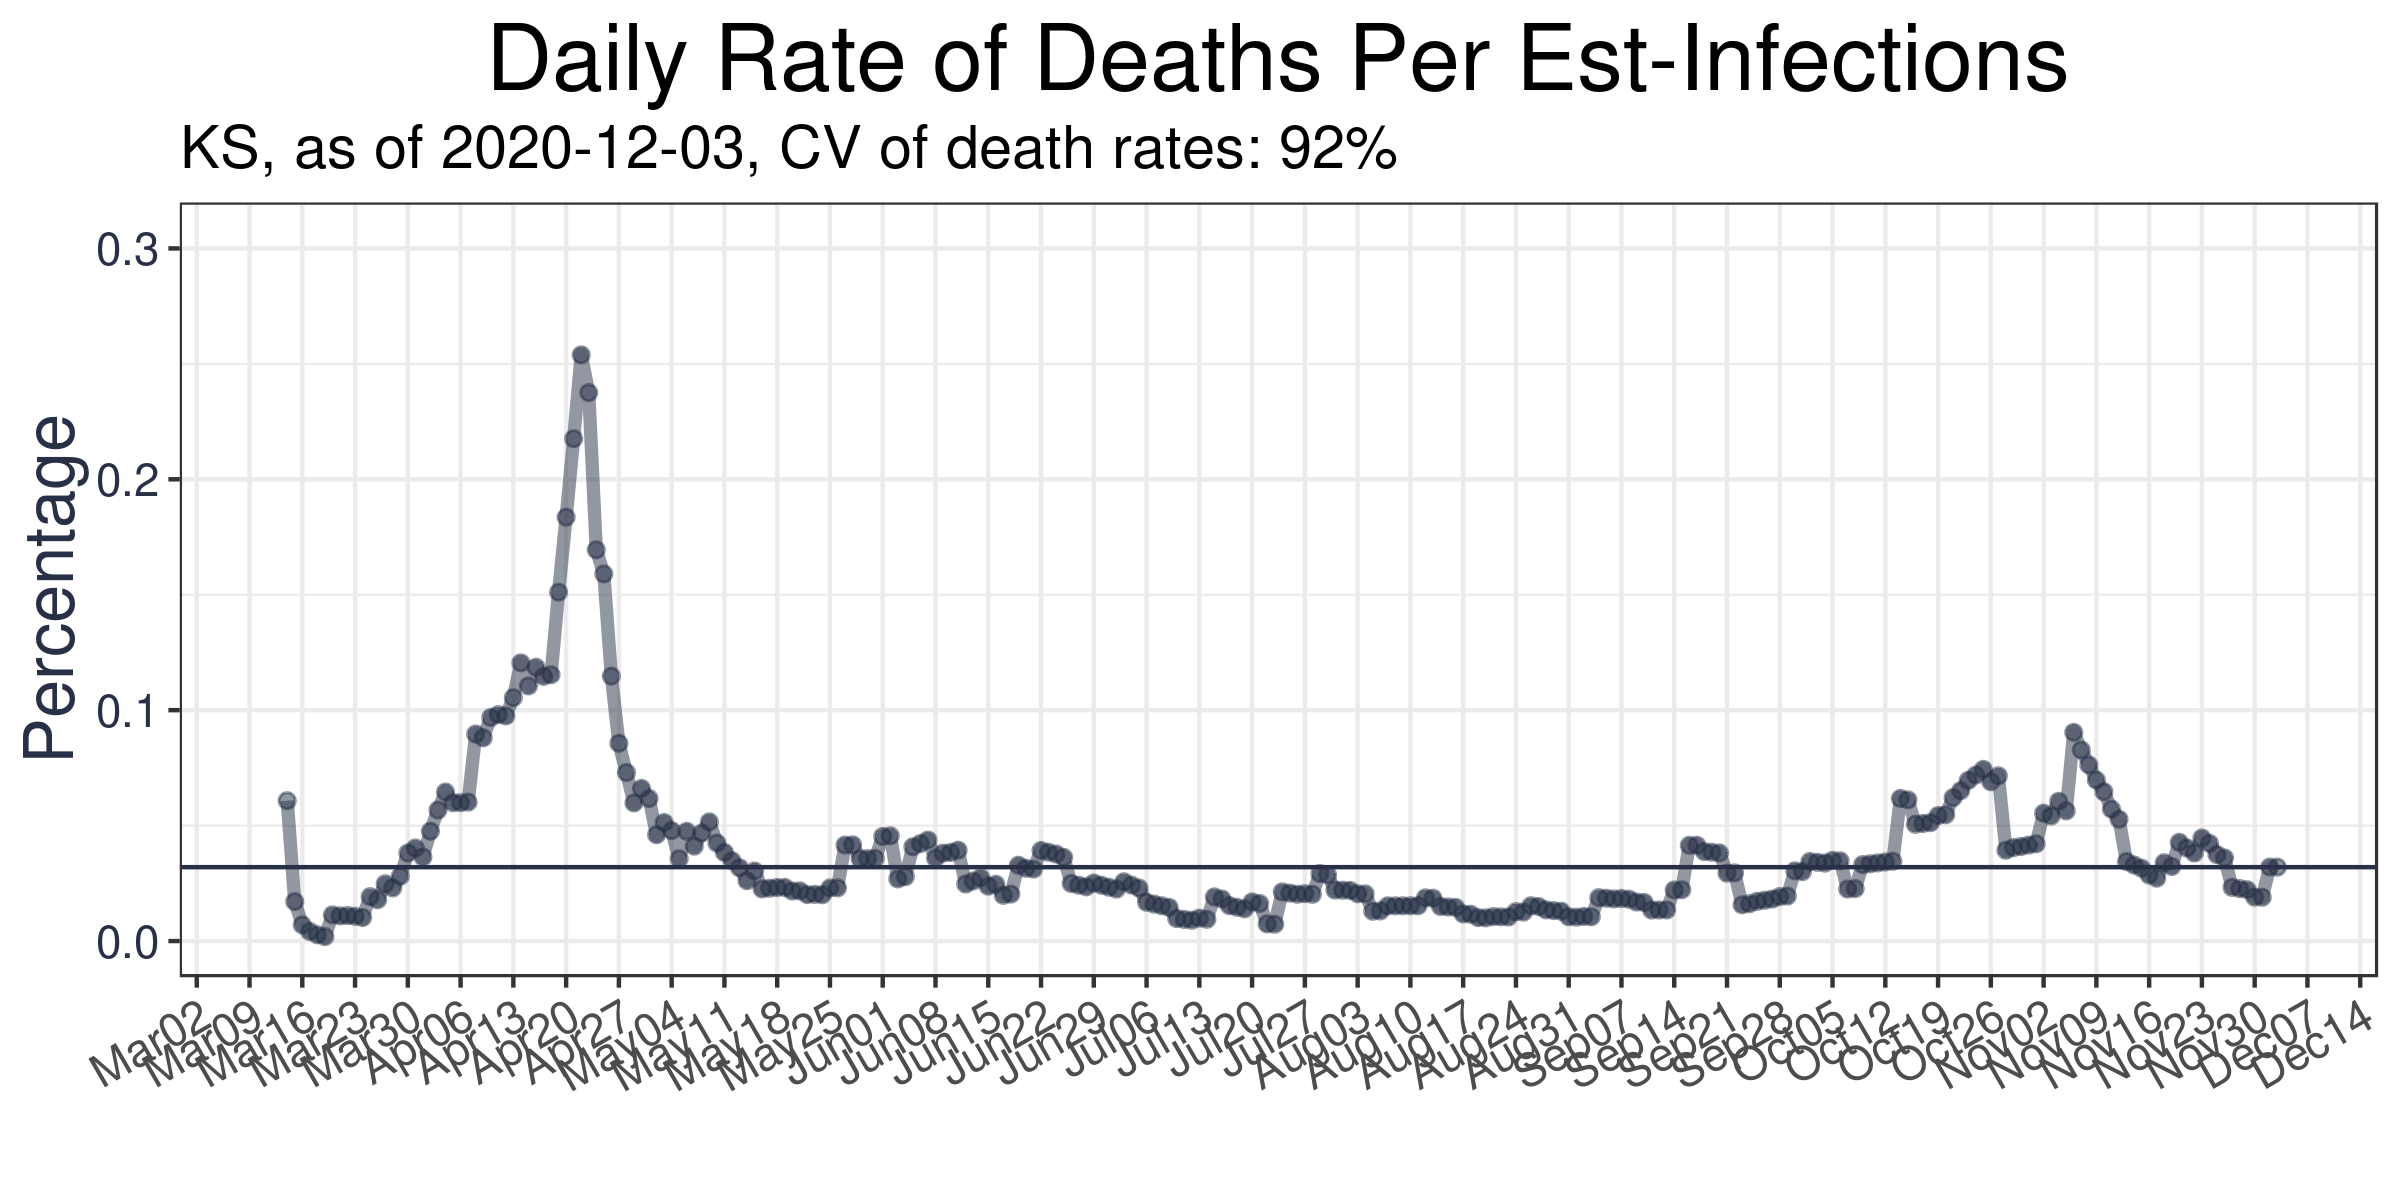 Daily Rate of Deaths Per Est-Infections
KS, as of 2020-12-03, CV of death rates: 92%
Percentage
0.3
0.2
0.1
0.0
Mar02
Mar09
Mar16
Mar23
Mar30
Apr06
Apr13
Apr20
Apr27
May04
May11
May18
May25
Jun01
Jun08
Jun15
Jun22
Jun29
Jul06
Jul13
Jul20
Jul27
Aug03
Aug10
Aug17
Aug24
Aug31
Sep07
Sep14
Sep21
Sep28
Oct05
Oct12
Oct19
Oct26
Nov02
Nov09
Nov16
Nov23
Nov30
Dec07
Dec14